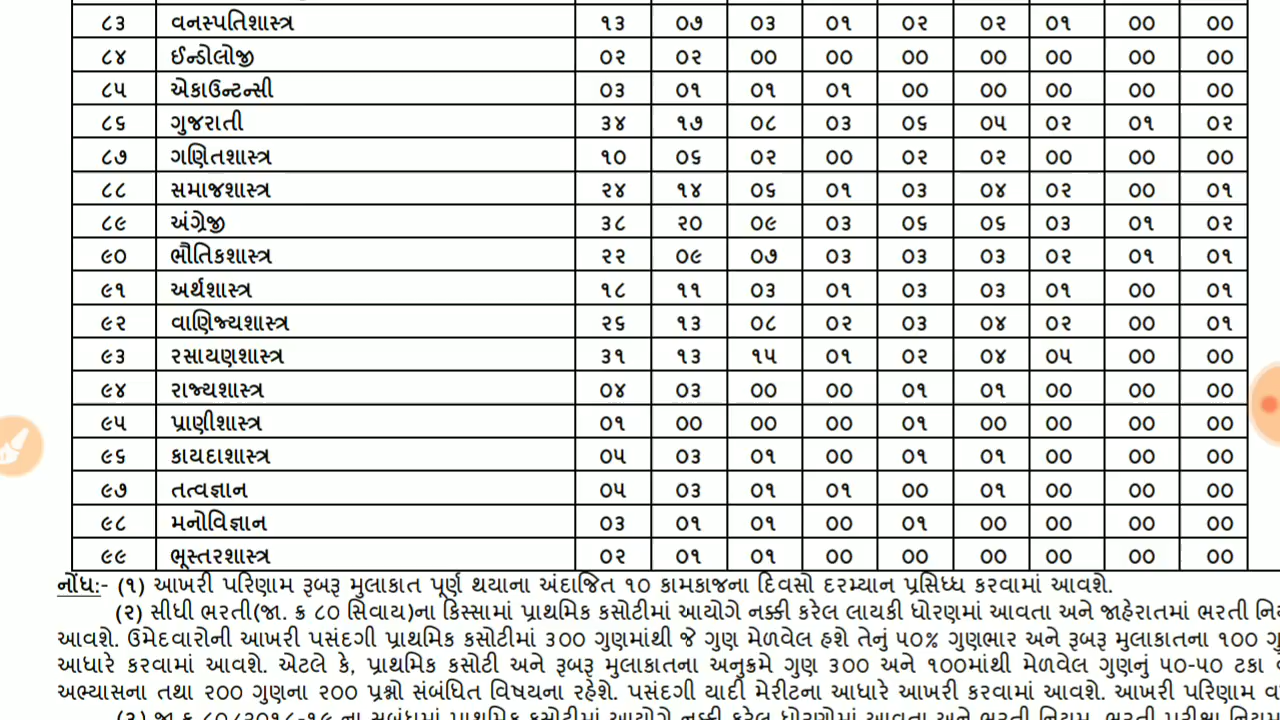 ૮૩ વનસ્પતિશાસ્ત્ર ૧૩ ૦૭ ૦૩ ૦૧ ૦૨ ૦૨ ૦૧ ૦૦ ૦૦
૮૪ ઈન્ડોલોજી ૦૨ ૦૨ ૦૦ ૦૦ ૦૦ ૦૦ ૦૦ ૦૦ ૦૦
૮૫ એકાઉન્ટન્સી ૦૩ ૦૧ ૦૧ ૦૧ ૦૦ ૦૦ ૦૦ ૦૦ ૦૦
૮૬ ગુજરાતી ૩૪ ૧૭ ૦૮ ૦૩ ૦૬ ૦૫ ૦૨ ૦૧ ૦૨
૮૭ ગણિતશાસ્ત્ર ૧૦ ૦૬ ૦૨ ૦૦ ૦૨ ૦૨ ૦૦ ૦૦ ૦૦
૮૮ સમાજશાસ્ત્ર ૨૪ ૧૪ ૦૬ ૦૧ ૦૩ ૦૪ ૦૨ ૦૦ ૦૧
૮૯ અંગ્રેજી ૩૮ ૨૦ ૦૯ ૦૩ ૦૬ ૦૬ ૦૩ ૦૧ ૦૨
૯૦ ભૌતિકશાસ્ત્ર ૨૨ ૦૯ ૦૭ ૦૩ ૦૩ ૦૩ ૦૨ ૦૧ ૦૧
૯૧ અર્થશાસ્ત્ર ૧૮ ૧૧ ૦૩ ૦૧ ૦૩ ૦૩ ૦૧ ૦૦ ૦૧
૯૨ વાણિજ્યશાસ્ત્ર ૨૬ ૧૩ ૦૮ ૦૨ ૦૩ ૦૪ ૦૨ ૦૦ ૦૧
૯૩ રસાયણશાસ્ત્ર ૩૧ ૧૩ ૧૫ ૦૧ ૦૨ ૦૪ ૦૫ ૦૦ ૦૦
૯૪ રાજ્યશાસ્ત્ર ૦૪ ૦૩ ૦૦ ૦૦ ૦૧ ૦૧ ૦૦ ૦૦ ૦૦
૯૫ પ્રાણીશાસ્ત્ર ૦૧ ૦૦ ૦૦ ૦૦ ૦૧ ૦૦ ૦૦ ૦૦ ૦૦
૯૬ કાયદાશાસ્ત્ર ૦૫ ૦૩ ૦૧ ૦૦ ૦૧ ૦૧ ૦૦ ૦૦ ૦૦
૯૭ તત્વજ્ઞાન ૦૫ ૦૩ ૦૧ ૦૧ ૦૦ ૦૧ ૦૦ ૦૦ ૦૦
૯૮ મનોવિજ્ઞાન ૦૩ ૦૧ ૦૧ ૦૦ ૦૧ ૦૦ ૦૦ ૦૦ ૦૦
૯૯ ભૂસ્તરશાસ્ત્ર ૦૨ ૦૧ ૦૧ ૦૦ ૦૦ ૦૦ ૦૦ ૦૦ ૦૦
નોંધઃ- (૧) આખરી પરિણામ રૂબરૂ મુલાકાત પૂર્ણ થયાના અંદાજિત ૧૦ કામકાજના દિવસો દરમ્યાન પ્રસિધ્ધ કરવામાં આવશે.
(૨) સીધી ભરતી(જા. ક્ર ૮૦ સિવાય)ના કિસ્સામાં પ્રાથમિક કસોટીમાં આયોગે નક્કી કરેલ લાયકી ધોરણમાં આવતા અને જાહેરાતમાં ભરતી
આવશે. ઉમેદવારોની આખરી પસંદગી પ્રાથમિક કસોટીમાં ૩૦૦ ગુણમાંથી જે ગુણ મેળવેલ હશે તેનું ૫૦% ગુણભાર અને રૂબરૂ મુલાકાતના ૧૦૦
આધારે કરવામાં આવશે. એટલે કે, પ્રાથમિક કસોટી અને રૂબરૂ મુલાકાતના અનુક્રમે ગુણ ૩૦૦ અને ૧૦૦માંથી મેળવેલ ગુણનું ૫૦-૫૦ ટકા
અભ્યાસના તથા ૨૦૦ ગુણના ૨૦૦ પ્રશ્નો સંબંધિત વિષયના રહેશે. પસંદગી યાદી મેરીટના આધારે આખરી કરવામાં આવશે. આખરી પરિણામ